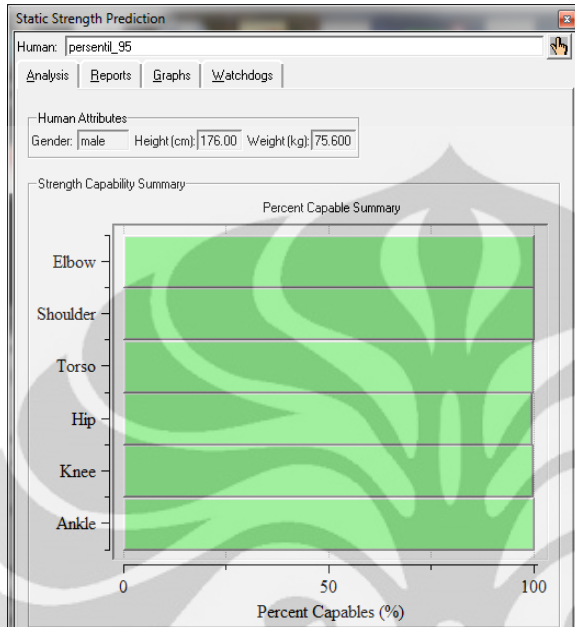 Static Strength Prediction
Human: persentil_95
Analysis Reports Graphs Watchdogs
Human Attributes
Gender: male Height (cm): 176.00 Weight (kg): 75.600
Strength Capability Summary
Percent Capable Summary
Elbow
Shoulder
Torso
Hip
Knee
Ankle
0 50 100
Percent Capables (%)